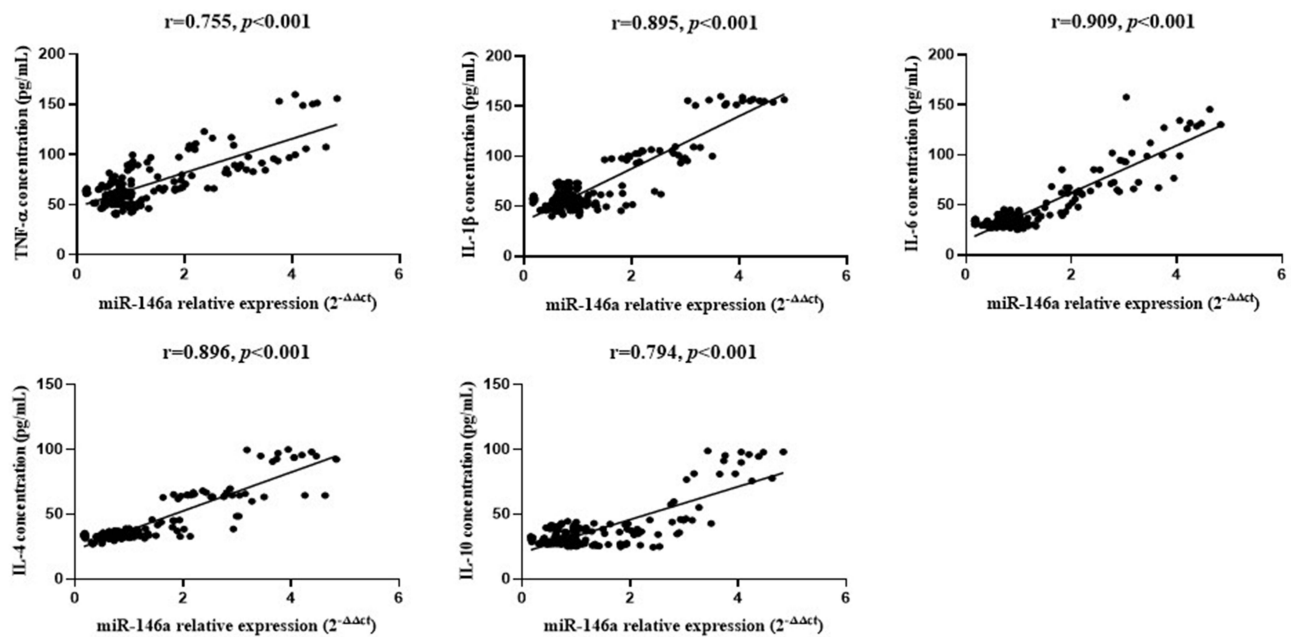 r=0.755, p<0.001
TNF-α concentration (pg/mL)
200
150
100
50
0
0 2 4 6
miR-146a relative expression (2^-ΔΔct)
r=0.895, p<0.001
IL-1β concentration (pg/mL)
200
150
100
50
0
0 2 4 6
miR-146a relative expression (2^-ΔΔct)
r=0.909, p<0.001
IL-6 concentration (pg/mL)
200
150
100
50
0
0 2 4 6
miR-146a relative expression (2^-ΔΔct)
r=0.896, p<0.001
IL-4 concentration (pg/mL)
150
100
50
0
0 2 4 6
miR-146a relative expression (2^-ΔΔct)
r=0.794, p<0.001
IL-10 concentration (pg/mL)
150
100
50
0
0 2 4 6
miR-146a relative expression (2^-ΔΔct)